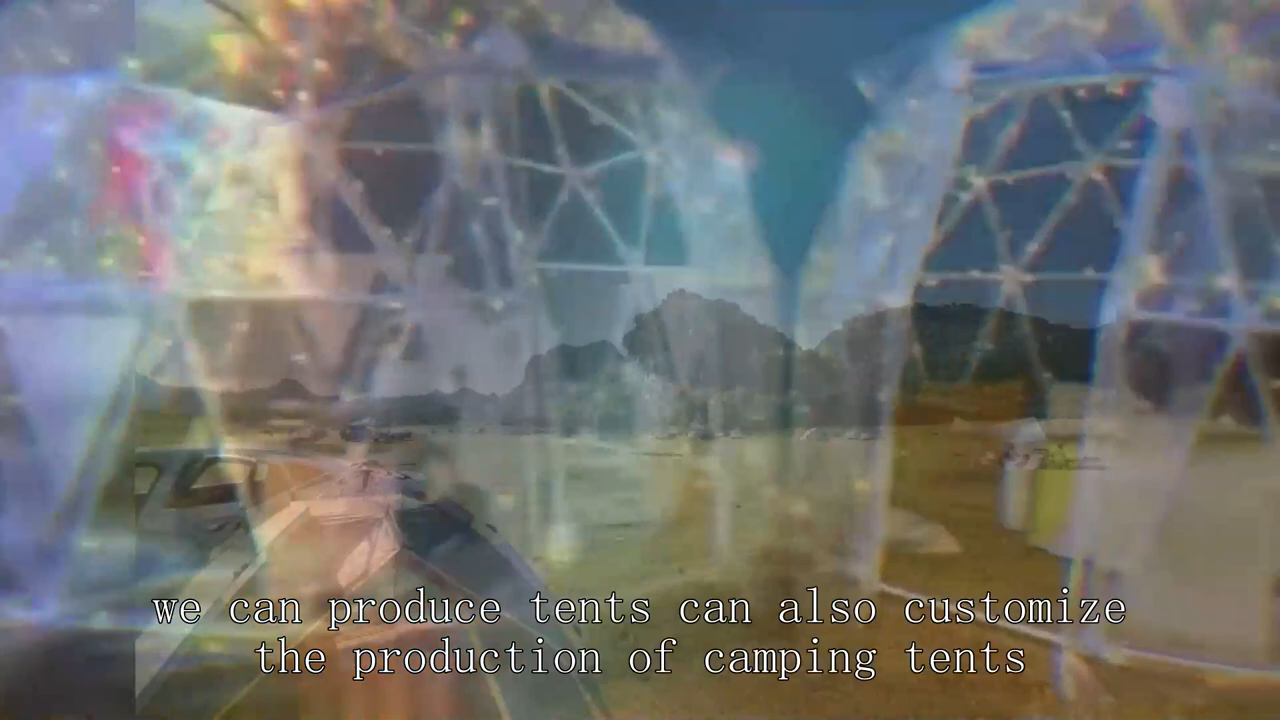 we can produce tents can also customize
the production of camping tents